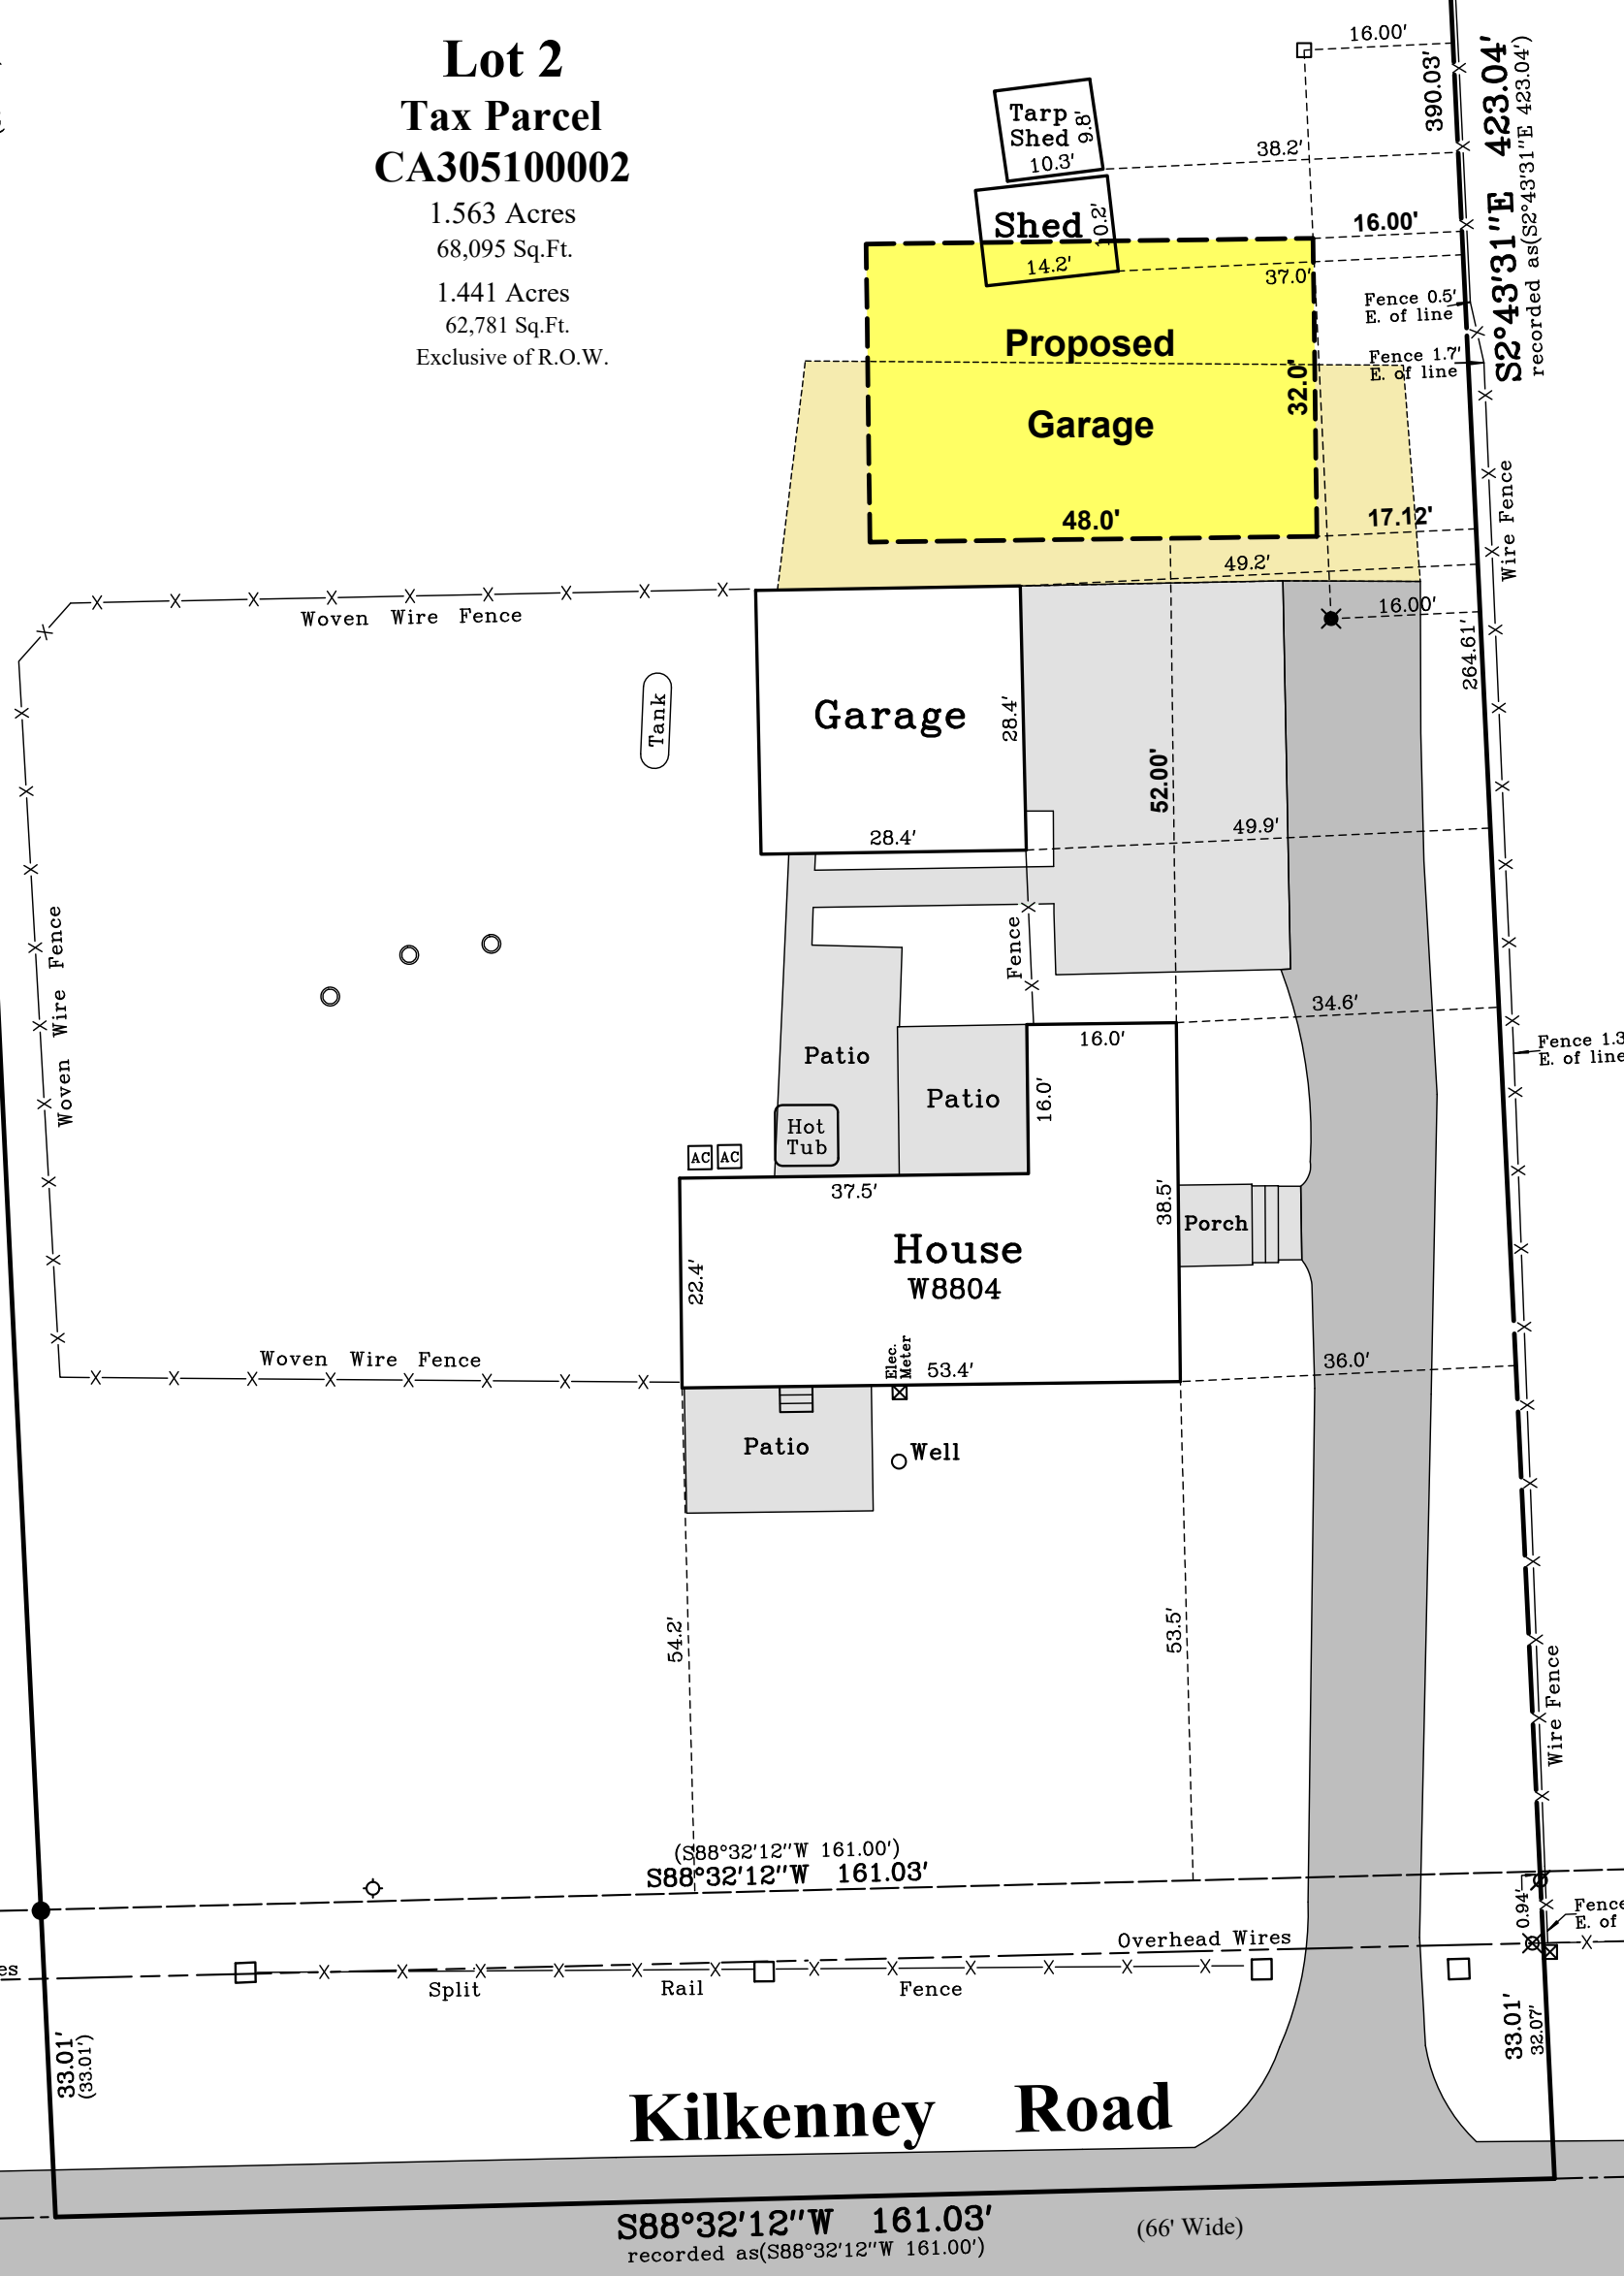 Lot 2
Tax Parcel
CA305100002
1.563 Acres
68,095 Sq.Ft.
1.441 Acres
62,781 Sq.Ft.
Exclusive of R.O.W.
16.00'
390.03'
S2°43'31"E 423.04'
recorded as(S2°43'31"E 423.04')
Tarp
Shed
9.8'
10.3'
38.2'
Shed
10.2'
14.2'
16.00'
37.0'
Fence 0.5'
E. of line
Fence 1.7'
E. of line
Proposed
Garage
32.0'
48.0'
17.12'
Wire Fence
49.2'
16.00'
264.61'
Woven Wire Fence
Tank
Garage
28.4'
28.4'
52.00'
49.9'
Woven Wire Fence
Fence
34.6'
Fence 1.3
E. of line
16.0'
16.0'
Patio
Patio
Hot
Tub
AC
AC
37.5'
38.5'
Porch
House
W8804
22.4'
Elec.
Meter
53.4'
36.0'
Woven Wire Fence
Patio
Well
54.2'
53.5'
Wire Fence
(S88°32'12"W 161.00')
S88°32'12"W 161.03'
0.94'
Fence
E. of
Overhead Wires
es
Split Rail Fence
33.01'
(33.01')
33.01'
32.07'
Kilkenney Road
S88°32'12"W 161.03'
recorded as(S88°32'12"W 161.00')
(66' Wide)